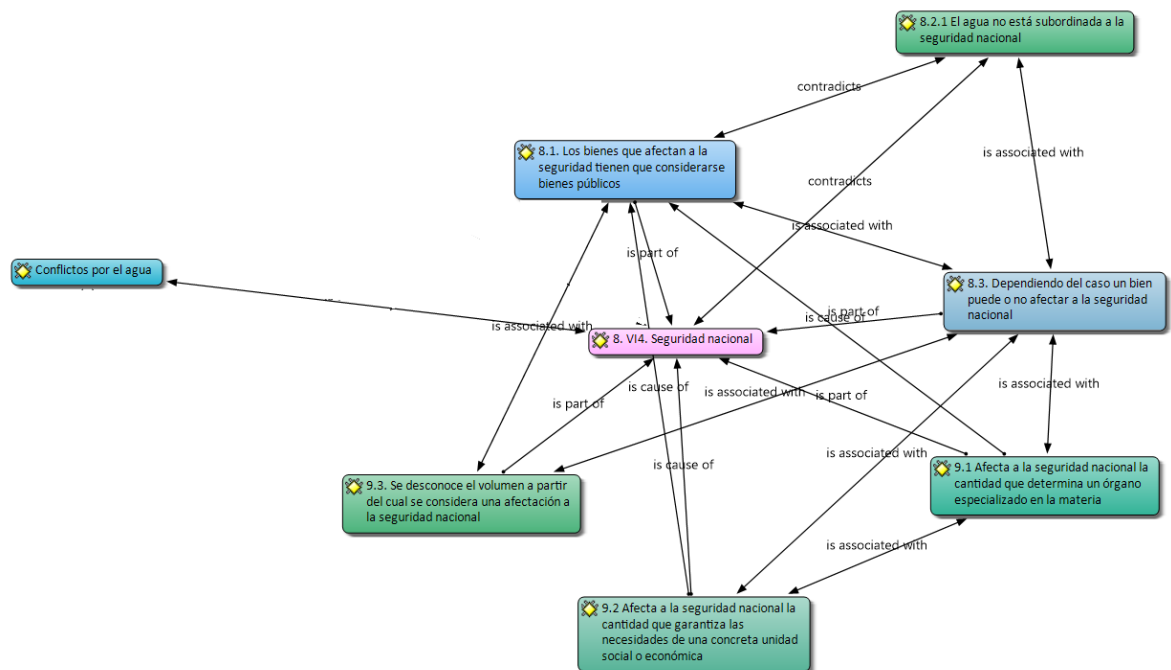 8.2.1 El agua no está subordinada a la
seguridad nacional
contradicts
8.1. Los bienes que afectan a la
seguridad tienen que considerarse
bienes públicos
is associated with
contradicts
is associated with
is part of
Conflictos por el agua
8.3. Dependiendo del caso un bien
puede o no afectar a la seguridad
nacional
is part of
is cause of
is associated with
8. VI4. Seguridad nacional
is cause of
is associated with
is associated with
is part of
is part of
is cause of
is associated with
9.3. Se desconoce el volumen a partir
del cual se considera una afectación a
la seguridad nacional
9.1 Afecta a la seguridad nacional la
cantidad que determina un órgano
especializado en la materia
is associated with
9.2 Afecta a la seguridad nacional la
cantidad que garantiza las
necesidades de una concreta unidad
social o económica